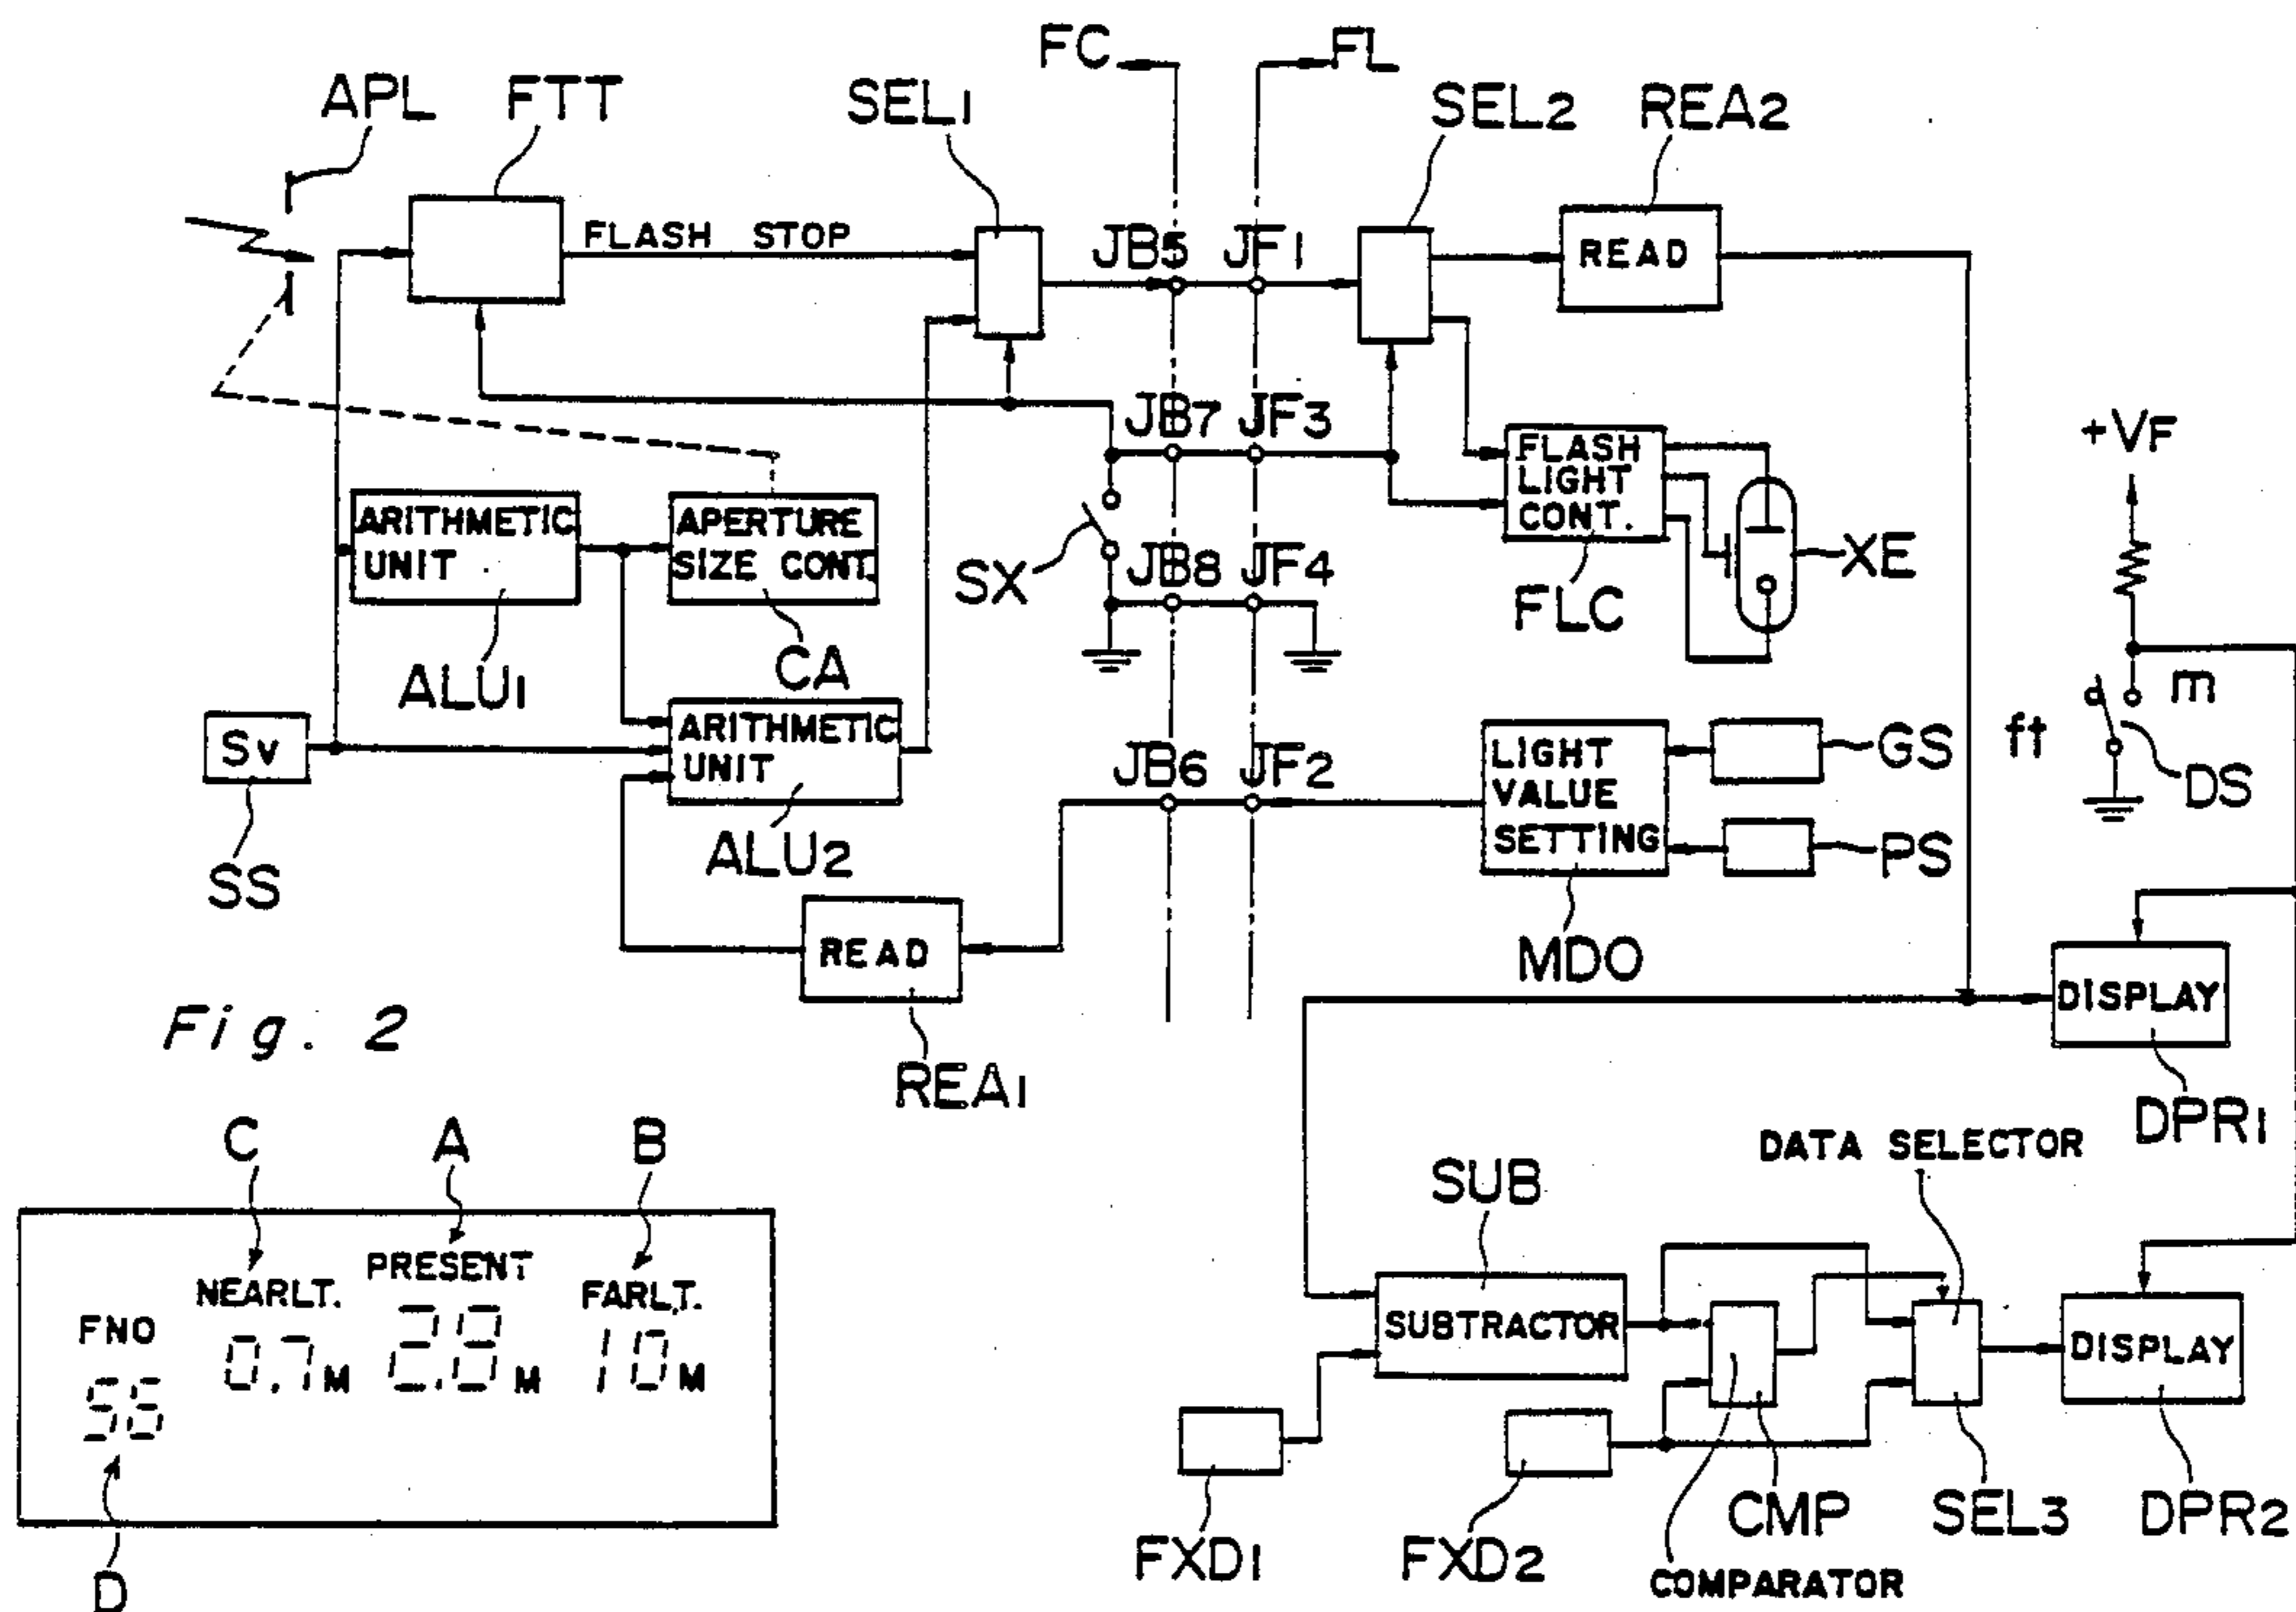 FC
FL
APL
FTT
SEL1
SEL2
REA2
FLASH STOP
JB5
JF1
READ
JB7
JF3
+VF
FLASH
LIGHT
CONT.
ARITHMETIC
UNIT
APERTURE
SIZE CONT.
SX
JB8
JF4
XE
FLC
ALU1
CA
m
ft
DS
SV
ARITHMETIC
UNIT
JB6
JF2
LIGHT
VALUE
SETTING
GS
PS
SS
ALU2
READ
MDO
DISPLAY
Fig. 2
REA1
DPR1
C
A
B
DATA SELECTOR
SUB
PRESENT
NEARLT.
FARLT.
FNO
0.7 M
2.8 M
10 M
SUBTRACTOR
DISPLAY
56
D
FXD1
FXD2
CMP
SEL3
DPR2
COMPARATOR